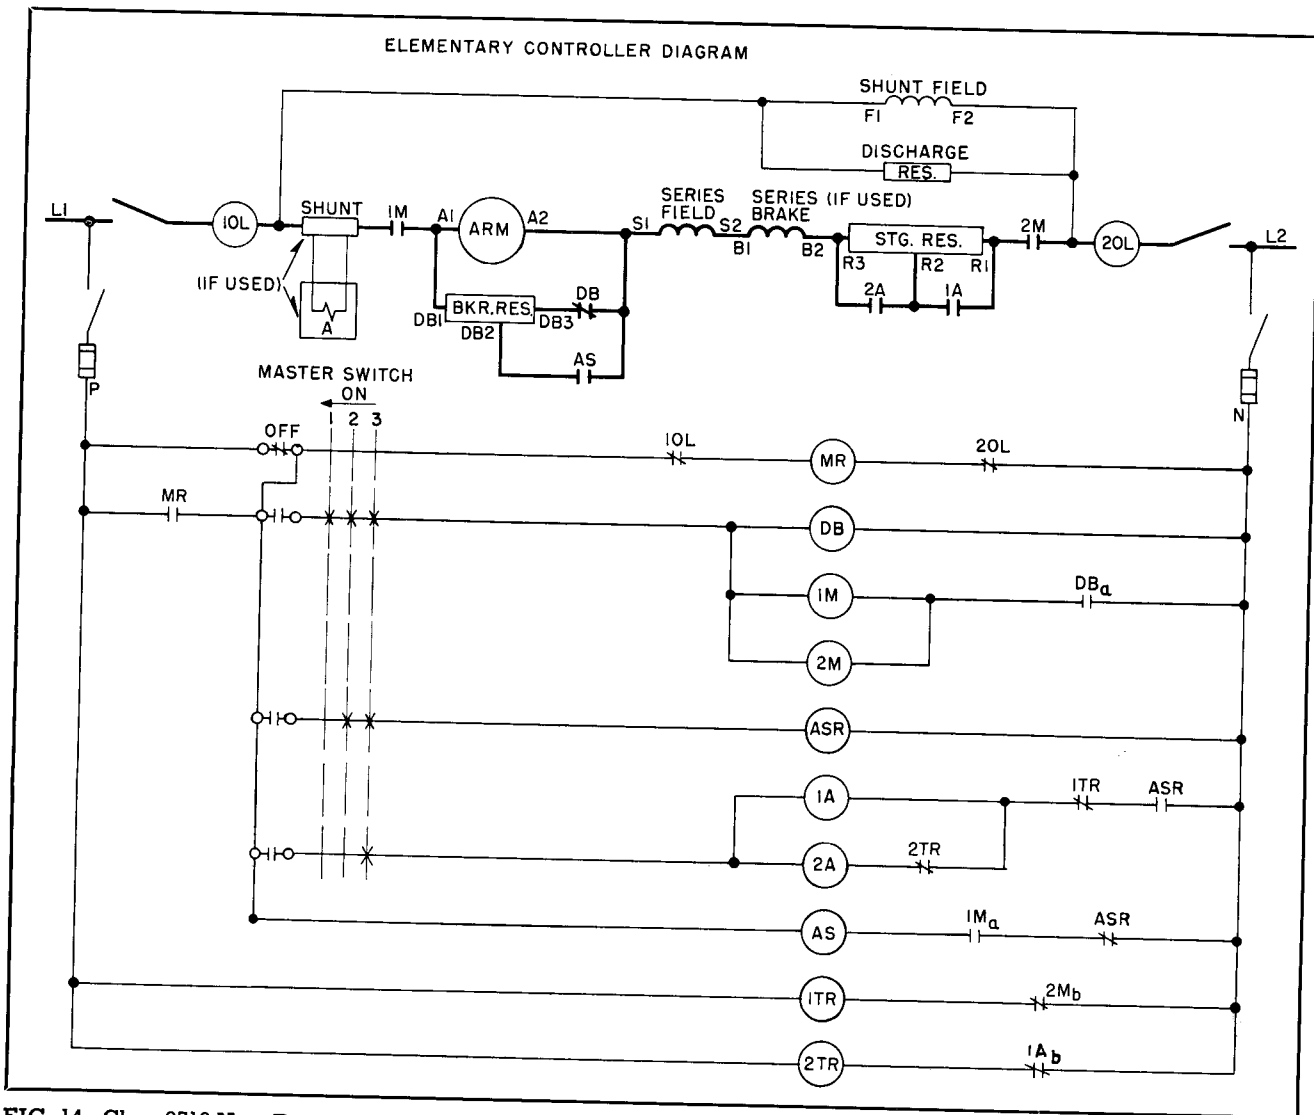 ELEMENTARY CONTROLLER DIAGRAM
SHUNT FIELD
F1 F2
DISCHARGE
RES.
L1
1OL
SHUNT
1M
A1
ARM
A2
S1
SERIES
FIELD
S2
SERIES (IF USED)
BRAKE
B1
B2
STG. RES.
R3 R2 R1
2M
2OL
L2
(IF USED)
A
DB1
BKR. RES.
DB2
DB3
DB
AS
2A
1A
P
N
MASTER SWITCH
ON
1 2 3
OFF
1OL
MR
2OL
MR
DB
1M
DBa
2M
ASR
1A
1TR
ASR
2A
2TR
AS
1Ma
ASR
1TR
2Mb
2TR
1Ab